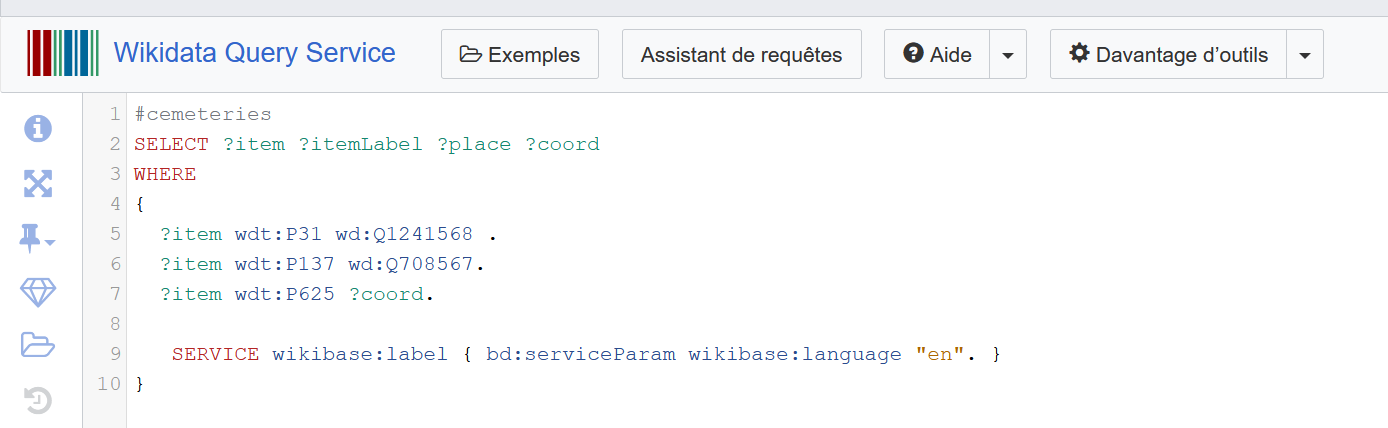 Wikidata Query Service Exemples Assistant de requêtes Aide Davantage d’outils
1 #cemeteries
2 SELECT ?item ?itemLabel ?place ?coord
3 WHERE
4 {
5 ?item wdt:P31 wd:Q1241568 .
6 ?item wdt:P137 wd:Q708567.
7 ?item wdt:P625 ?coord.
8
9 SERVICE wikibase:label { bd:serviceParam wikibase:language "en". }
10 }